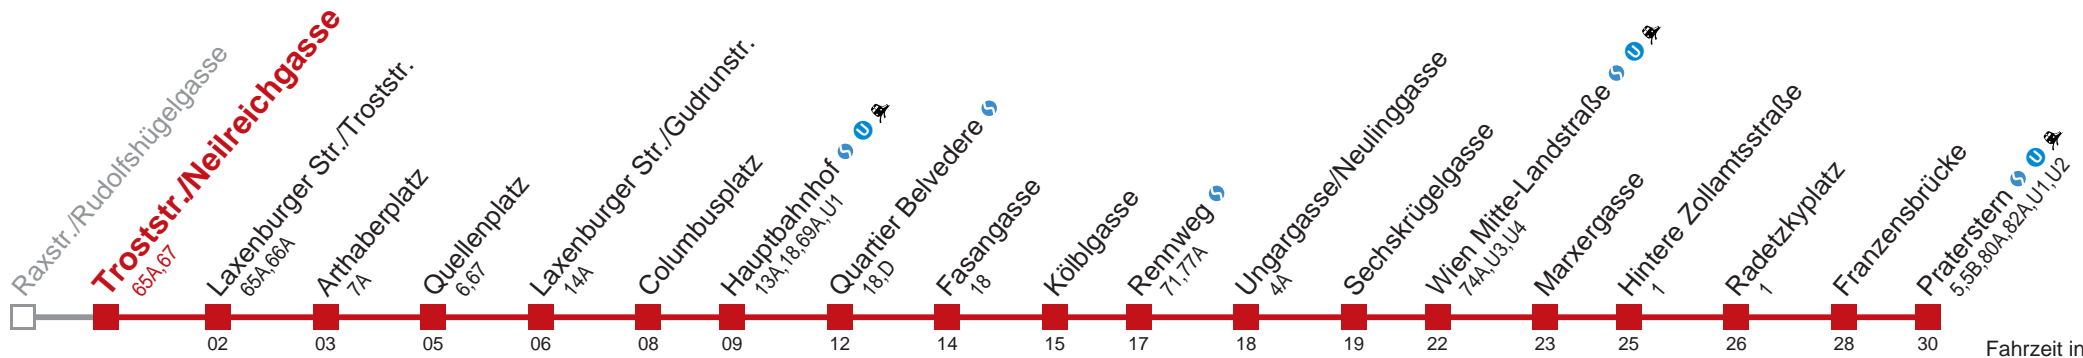 Raxstr./Rudolfshügelgasse
Troststr./Neilreichgasse
65A,67
Laxenburger Str./Troststr.
65A,66A
Arthaberplatz
7A
Quellenplatz
6,67
Laxenburger Str./Gudrunstr.
14A
Columbusplatz
Hauptbahnhof S U
13A,18,69A,U1
Quartier Belvedere S
18,D
Fasangasse
18
Kölblgasse
Rennweg S
71,77A
Ungargasse/Neulinggasse
4A
Sechskrügelgasse
Wien Mitte-Landstraße S U
74A,U3,U4
Marxergasse
Hintere Zollamtsstraße
1
Radetzkyplatz
1
Franzensbrücke
Praterstern S U
5,5B,80A,82A,U1,U2
02 03 05 06 08 09 12 14 15 17 18 19 22 23 25 26 28 30
Fahrzeit in